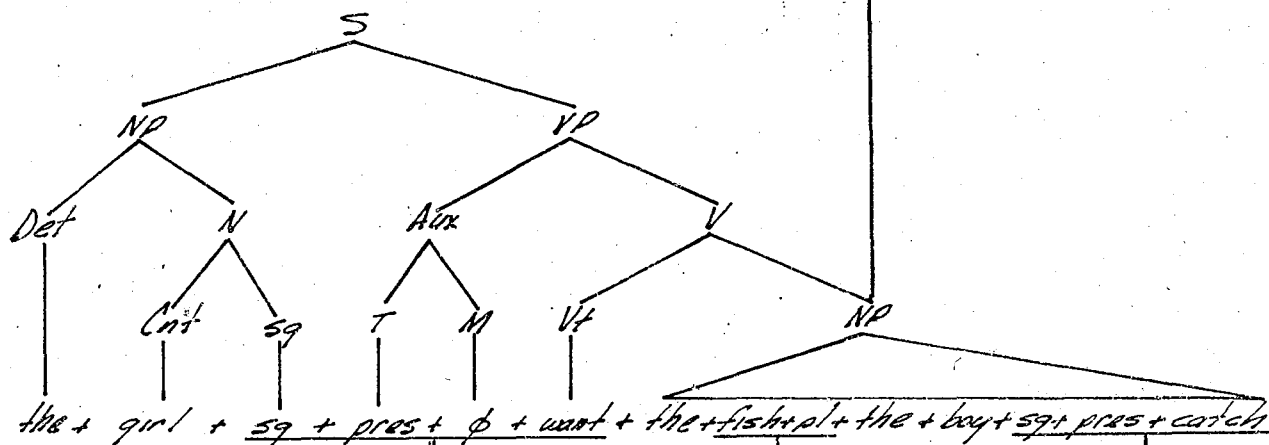 S
NP VP
Det N Aux V
Cnt sg T M Vt NP
the + girl + sg + pres + ∅ + want + the + fish + pl + the + boy + sg + pres + catch